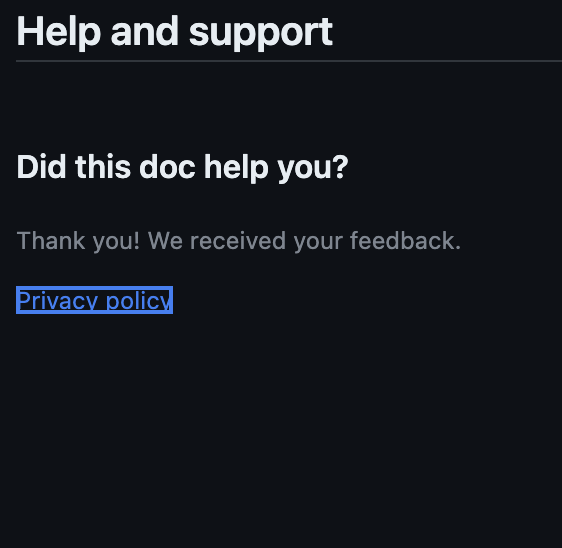 Help and support
Did this doc help you?
Thank you! We received your feedback.
Privacy policy